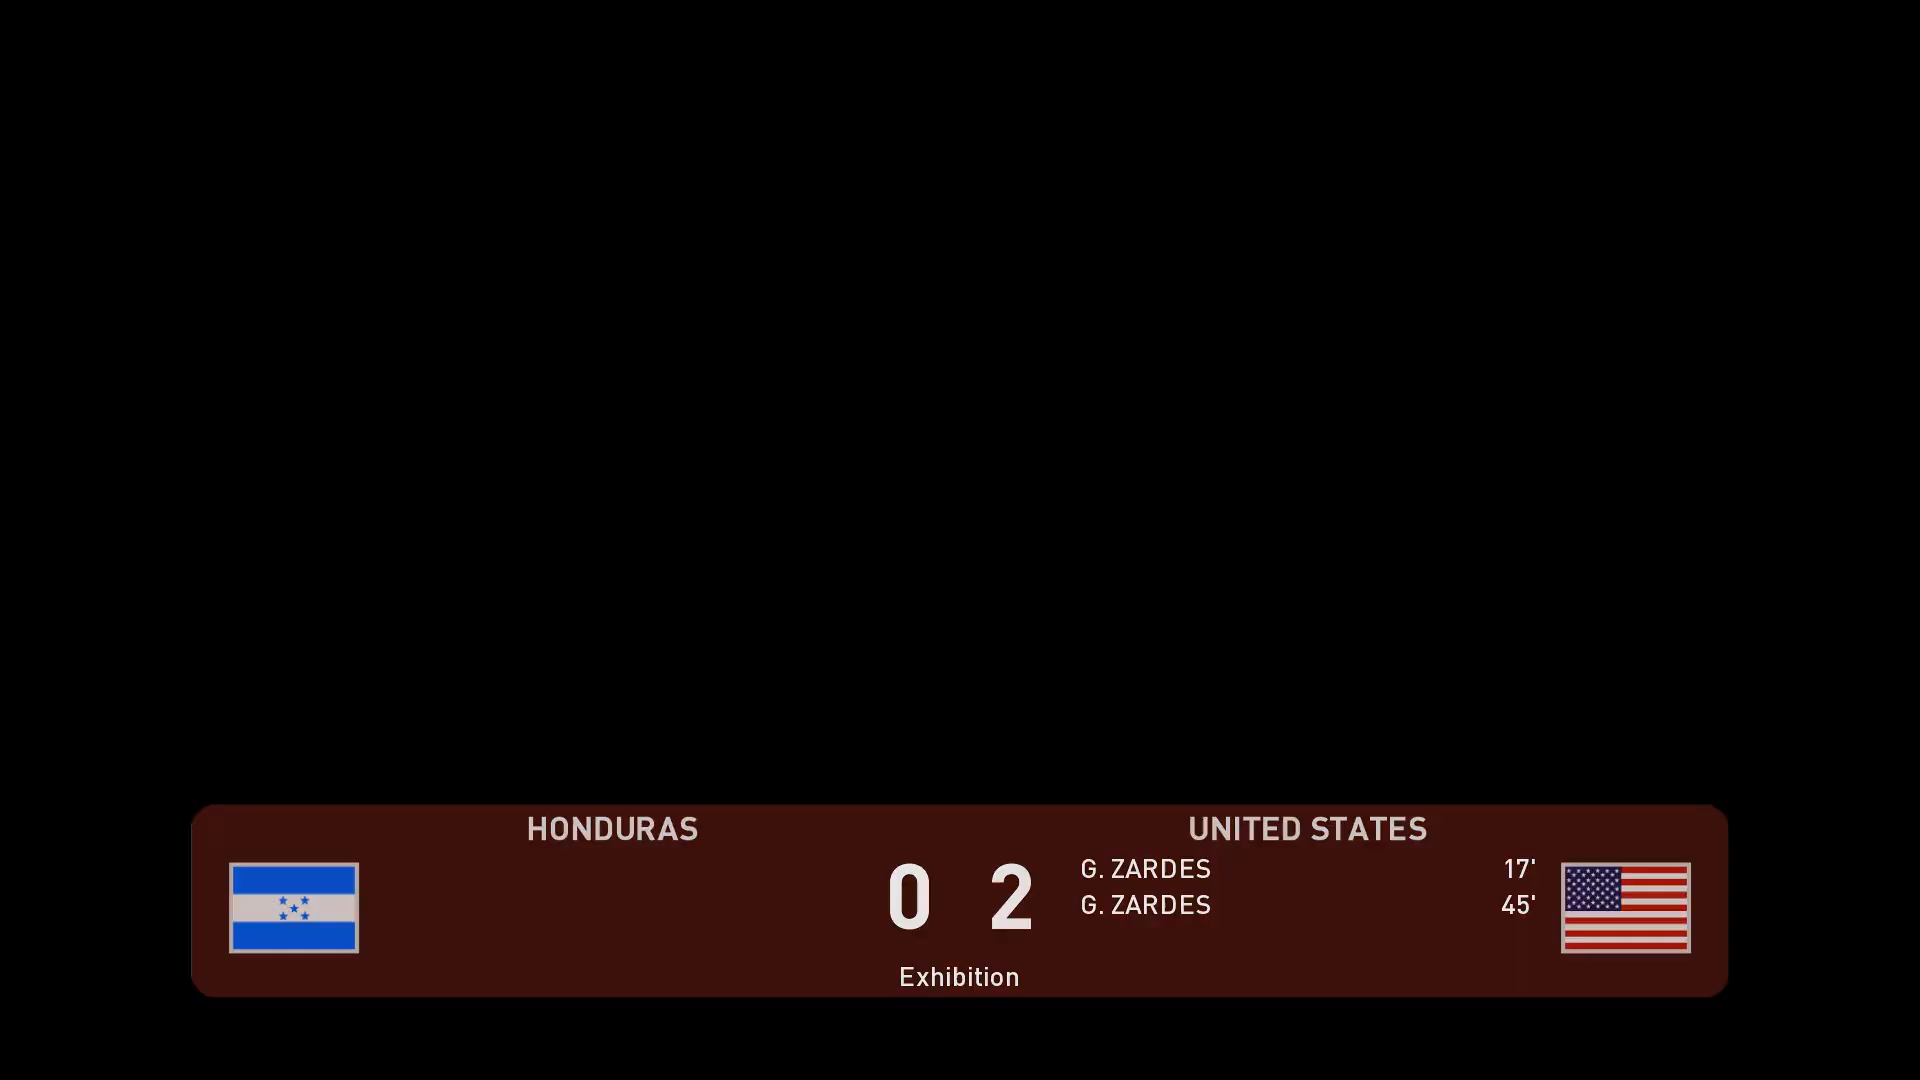 HONDURAS
UNITED STATES
0 2
G. ZARDES 17'
G. ZARDES 45'
Exhibition